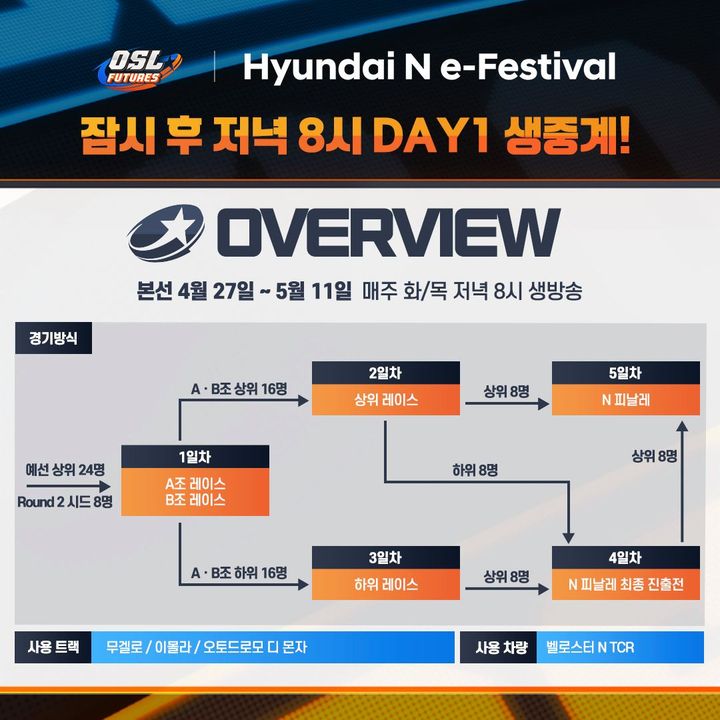 OSL FUTURES
Hyundai N e-Festival
잠시 후 저녁 8시 DAY1 생중계!
OVERVIEW
본선 4월 27일 ~ 5월 11일 매주 화/목 저녁 8시 생방송
경기방식
예선 상위 24명
Round 2 시드 8명
1일차
A조 레이스
B조 레이스
A · B조 상위 16명
2일차
상위 레이스
상위 8명
5일차
N 피날레
하위 8명
상위 8명
A · B조 하위 16명
3일차
하위 레이스
상위 8명
4일차
N 피날레 최종 진출전
사용 트랙
무겔로 / 이몰라 / 오토드로모 디 몬자
사용 차량
벨로스터 N TCR